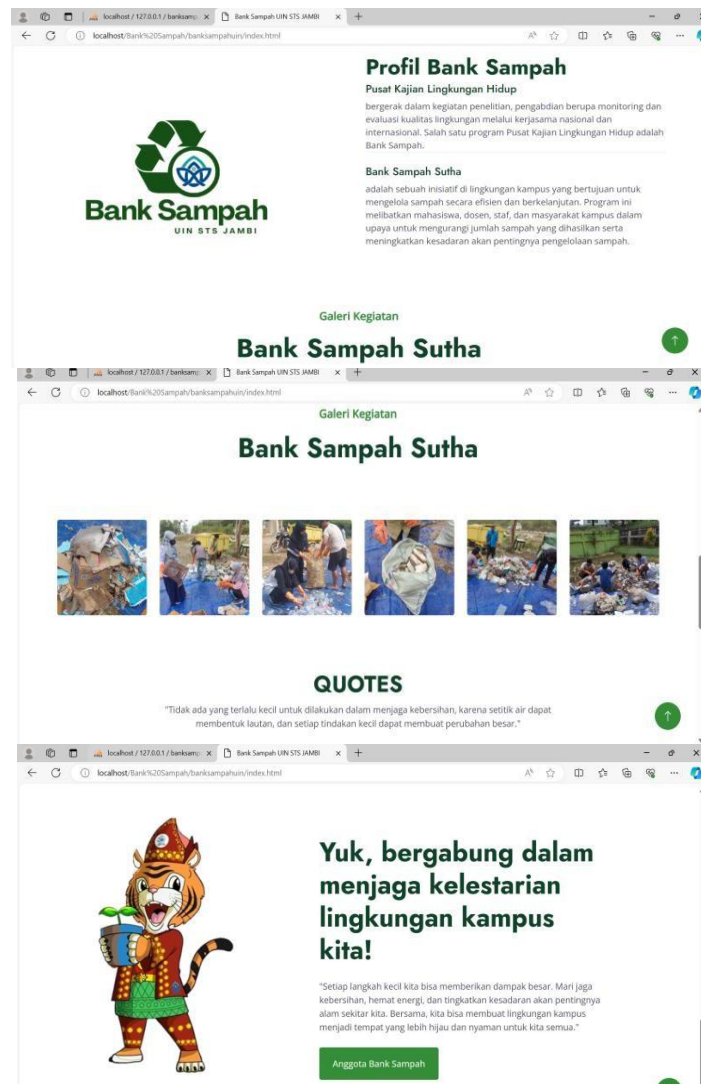 localhost / 127.0.0.1 / banksamp
Bank Sampah UIN STS JAMBI
localhost/Bank%20Sampah/banksampahuin/index.html
Bank Sampah
UIN STS JAMBI
Profil Bank Sampah
Pusat Kajian Lingkungan Hidup
bergerak dalam kegiatan penelitian, pengabdian berupa monitoring dan
evaluasi kualitas lingkungan melalui kerjasama nasional dan
internasional. Salah satu program Pusat Kajian Lingkungan Hidup adalah
Bank Sampah.
Bank Sampah Sutha
adalah sebuah inisiatif di lingkungan kampus yang bertujuan untuk
mengelola sampah secara efisien dan berkelanjutan. Program ini
melibatkan mahasiswa, dosen, staf, dan masyarakat kampus dalam
upaya untuk mengurangi jumlah sampah yang dihasilkan serta
meningkatkan kesadaran akan pentingnya pengelolaan sampah.
Galeri Kegiatan
Bank Sampah Sutha
localhost / 127.0.0.1 / banksamp
Bank Sampah UIN STS JAMBI
localhost/Bank%20Sampah/banksampahuin/index.html
Galeri Kegiatan
Bank Sampah Sutha
QUOTES
"Tidak ada yang terlalu kecil untuk dilakukan dalam menjaga kebersihan, karena setitik air dapat
membentuk lautan, dan setiap tindakan kecil dapat membuat perubahan besar."
localhost / 127.0.0.1 / banksamp
Bank Sampah UIN STS JAMBI
localhost/Bank%20Sampah/banksampahuin/index.html
Yuk, bergabung dalam
menjaga kelestarian
lingkungan kampus
kita!
"Setiap langkah kecil kita bisa memberikan dampak besar. Mari jaga
kebersihan, hemat energi, dan tingkatkan kesadaran akan pentingnya
alam sekitar kita. Bersama, kita bisa membuat lingkungan kampus
menjadi tempat yang lebih hijau dan nyaman untuk kita semua."
Anggota Bank Sampah